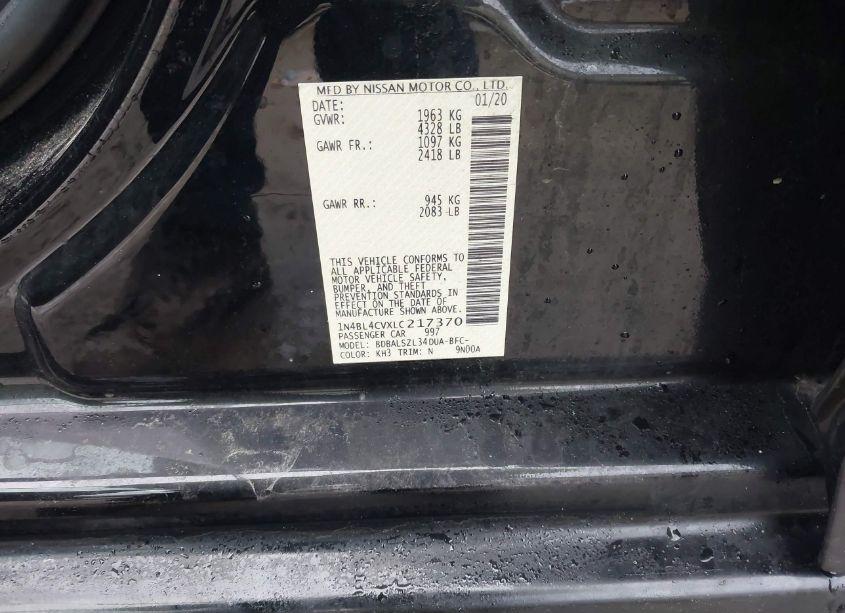 MFD BY NISSAN MOTOR CO., LTD.
DATE: 01/20
GVWR: 1963 KG
4328 LB
GAWR FR.: 1097 KG
2418 LB
GAWR RR.: 945 KG
2083 LB
THIS VEHICLE CONFORMS TO
ALL APPLICABLE FEDERAL
MOTOR VEHICLE SAFETY,
BUMPER, AND THEFT
PREVENTION STANDARDS IN
EFFECT ON THE DATE OF
MANUFACTURE SHOWN ABOVE.
1N4BL4CVXLC217370
PASSENGER CAR 997
MODEL: BDBALSZL34DUA-BFC-
COLOR: KH3 TRIM: N 9N00A